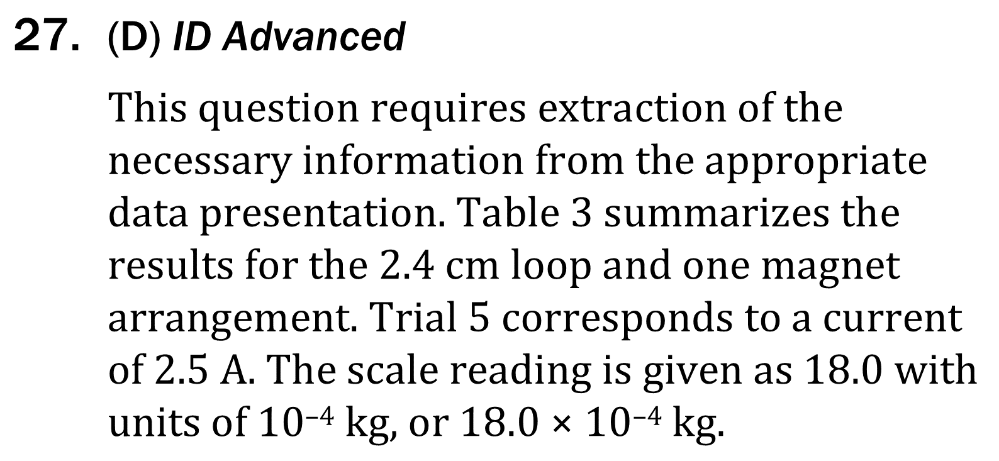 27. (D) ID Advanced
This question requires extraction of the
necessary information from the appropriate
data presentation. Table 3 summarizes the
results for the 2.4 cm loop and one magnet
arrangement. Trial 5 corresponds to a current
of 2.5 A. The scale reading is given as 18.0 with
units of 10⁻⁴ kg, or 18.0 × 10⁻⁴ kg.